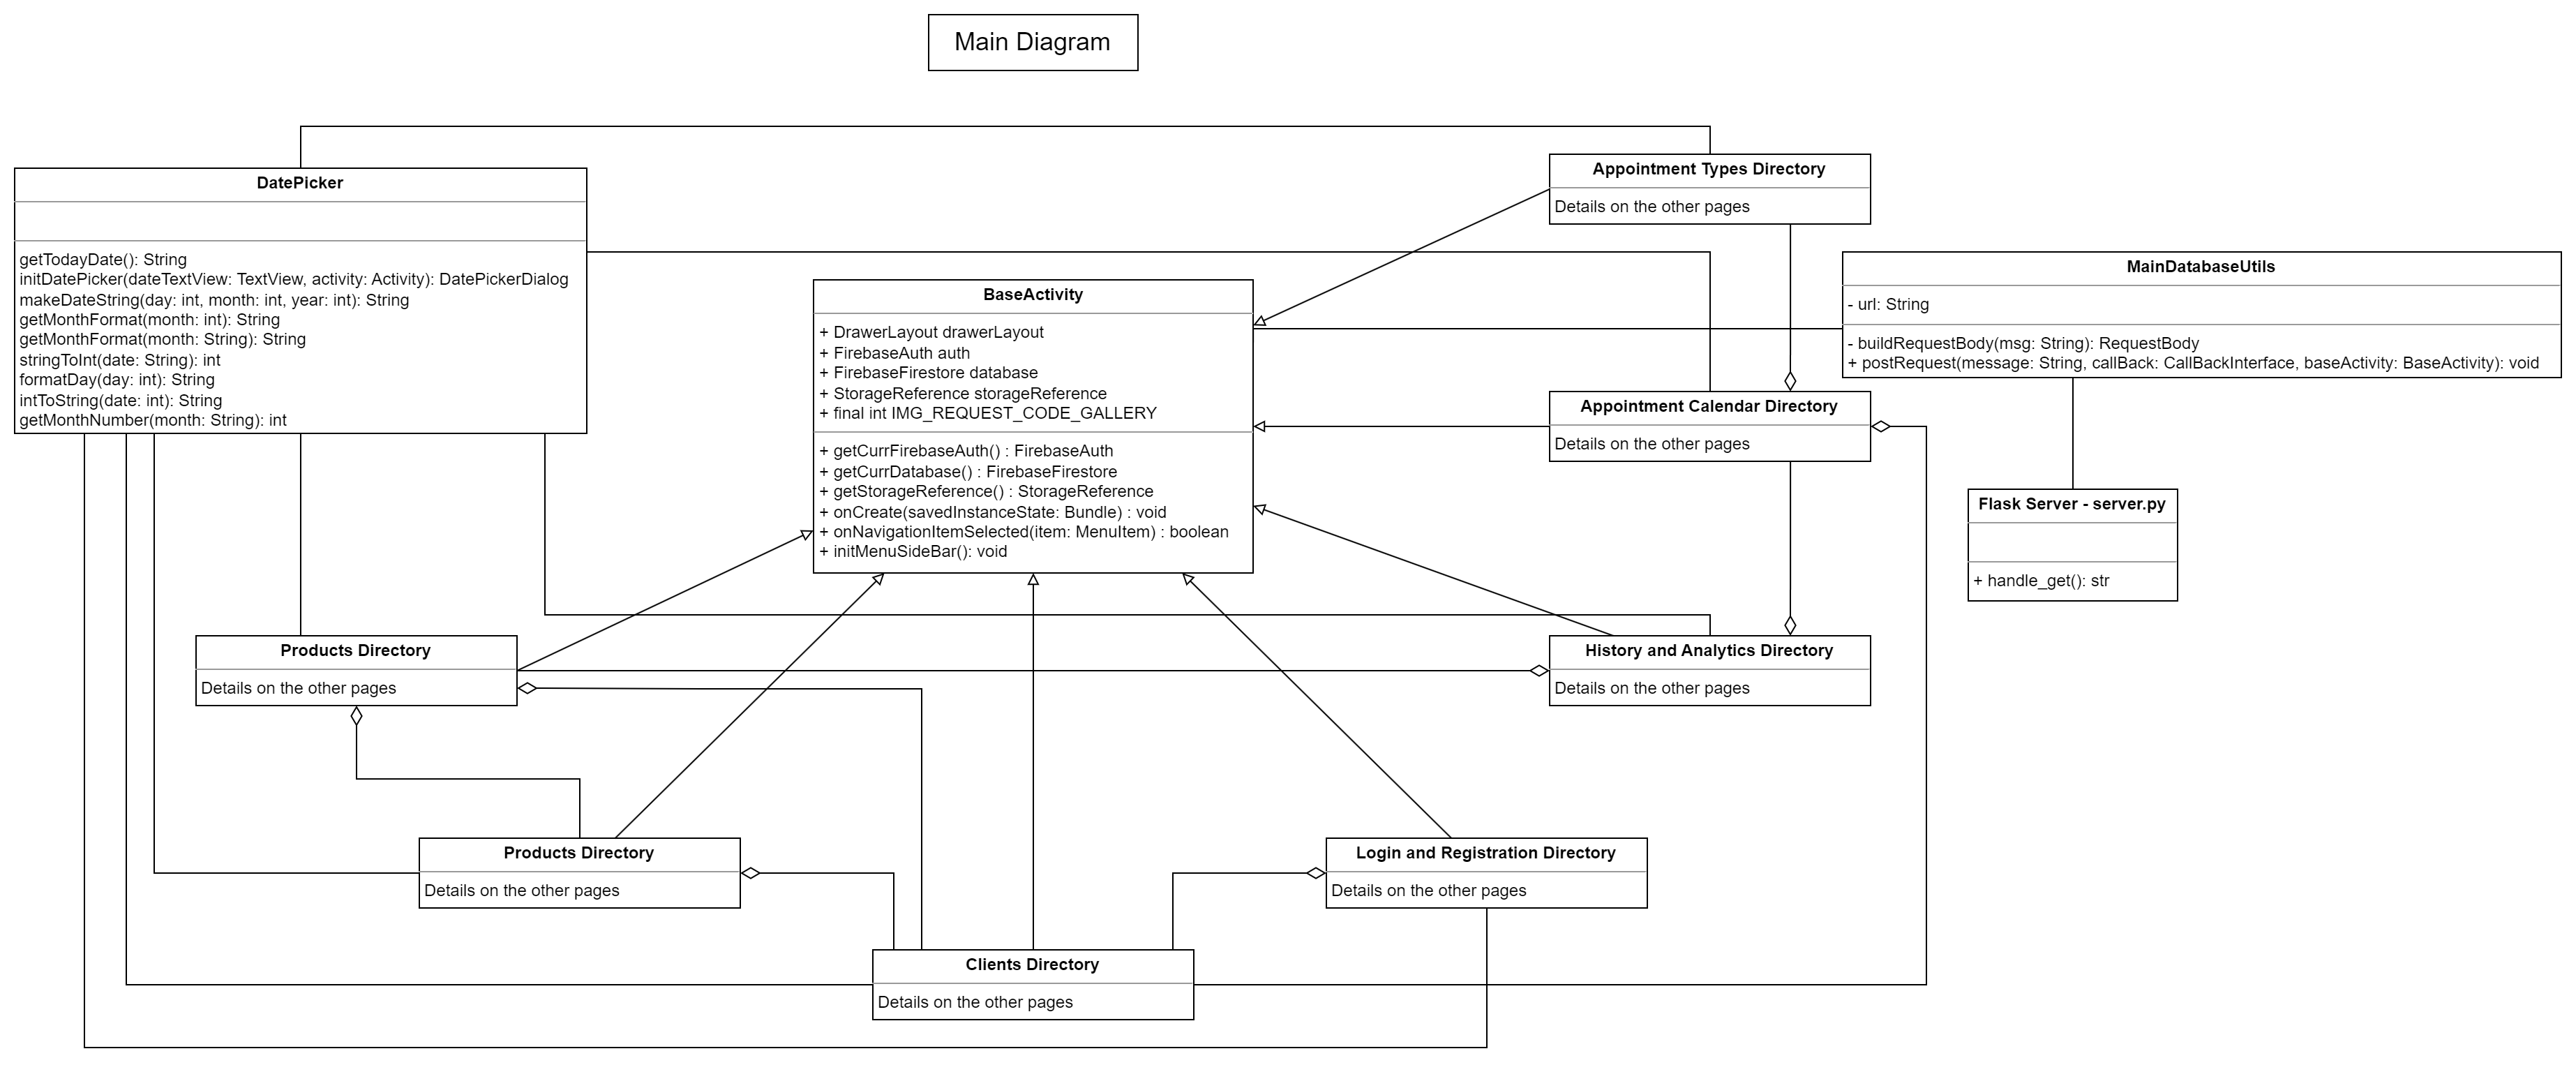 Main Diagram
DatePicker
getTodayDate(): String
initDatePicker(dateTextView: TextView, activity: Activity): DatePickerDialog
makeDateString(day: int, month: int, year: int): String
getMonthFormat(month: int): String
getMonthFormat(month: String): String
stringToInt(date: String): int
formatDay(day: int): String
intToString(date: int): String
getMonthNumber(month: String): int
Appointment Types Directory
Details on the other pages
BaseActivity
+ DrawerLayout drawerLayout
+ FirebaseAuth auth
+ FirebaseFirestore database
+ StorageReference storageReference
+ final int IMG_REQUEST_CODE_GALLERY
+ getCurrFirebaseAuth() : FirebaseAuth
+ getCurrDatabase() : FirebaseFirestore
+ getStorageReference() : StorageReference
+ onCreate(savedInstanceState: Bundle) : void
+ onNavigationItemSelected(item: MenuItem) : boolean
+ initMenuSideBar(): void
MainDatabaseUtils
- url: String
- buildRequestBody(msg: String): RequestBody
+ postRequest(message: String, callBack: CallBackInterface, baseActivity: BaseActivity): void
Appointment Calendar Directory
Details on the other pages
Flask Server - server.py
+ handle_get(): str
Products Directory
Details on the other pages
History and Analytics Directory
Details on the other pages
Products Directory
Details on the other pages
Login and Registration Directory
Details on the other pages
Clients Directory
Details on the other pages